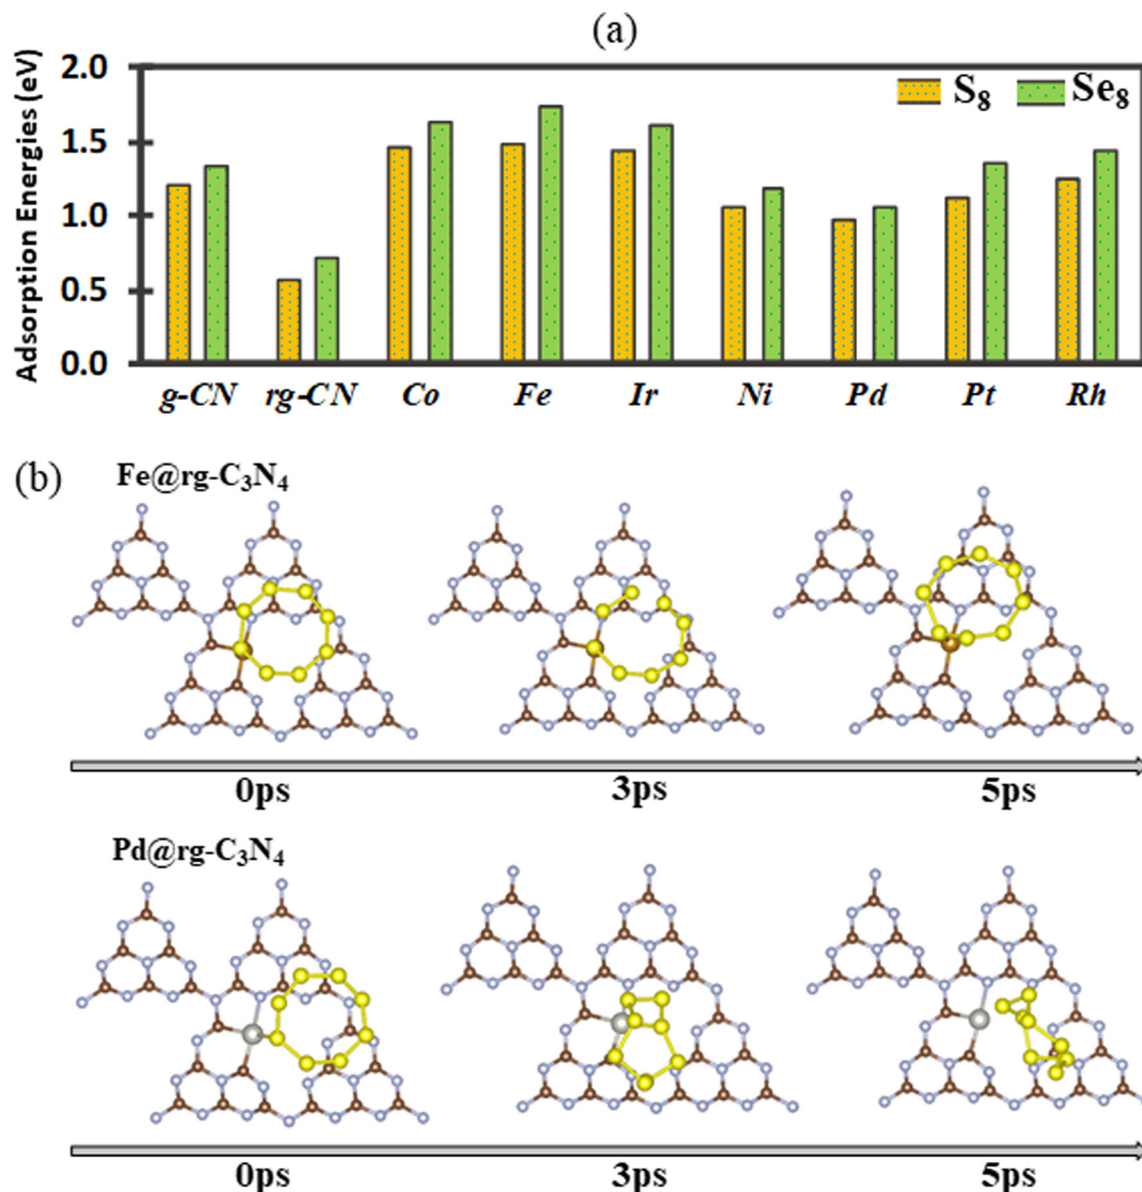 (a)
Adsorption Energies (eV)
2.0
1.5
1.0
0.5
0.0
S₈ Se₈
g-CN rg-CN Co Fe Ir Ni Pd Pt Rh
(b)
Fe@rg-C₃N₄
0ps 3ps 5ps
Pd@rg-C₃N₄
0ps 3ps 5ps